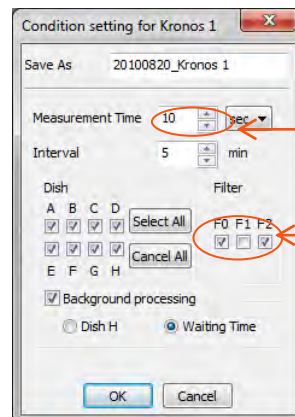 Condition setting for Kronos 1
Save As 20100820_Kronos 1
Measurement Time 10 sec
Interval 5 min
Dish Filter
A B C D
Select All
F0 F1 F2
Cancel All
E F G H
Background processing
Dish H Waiting Time
OK Cancel